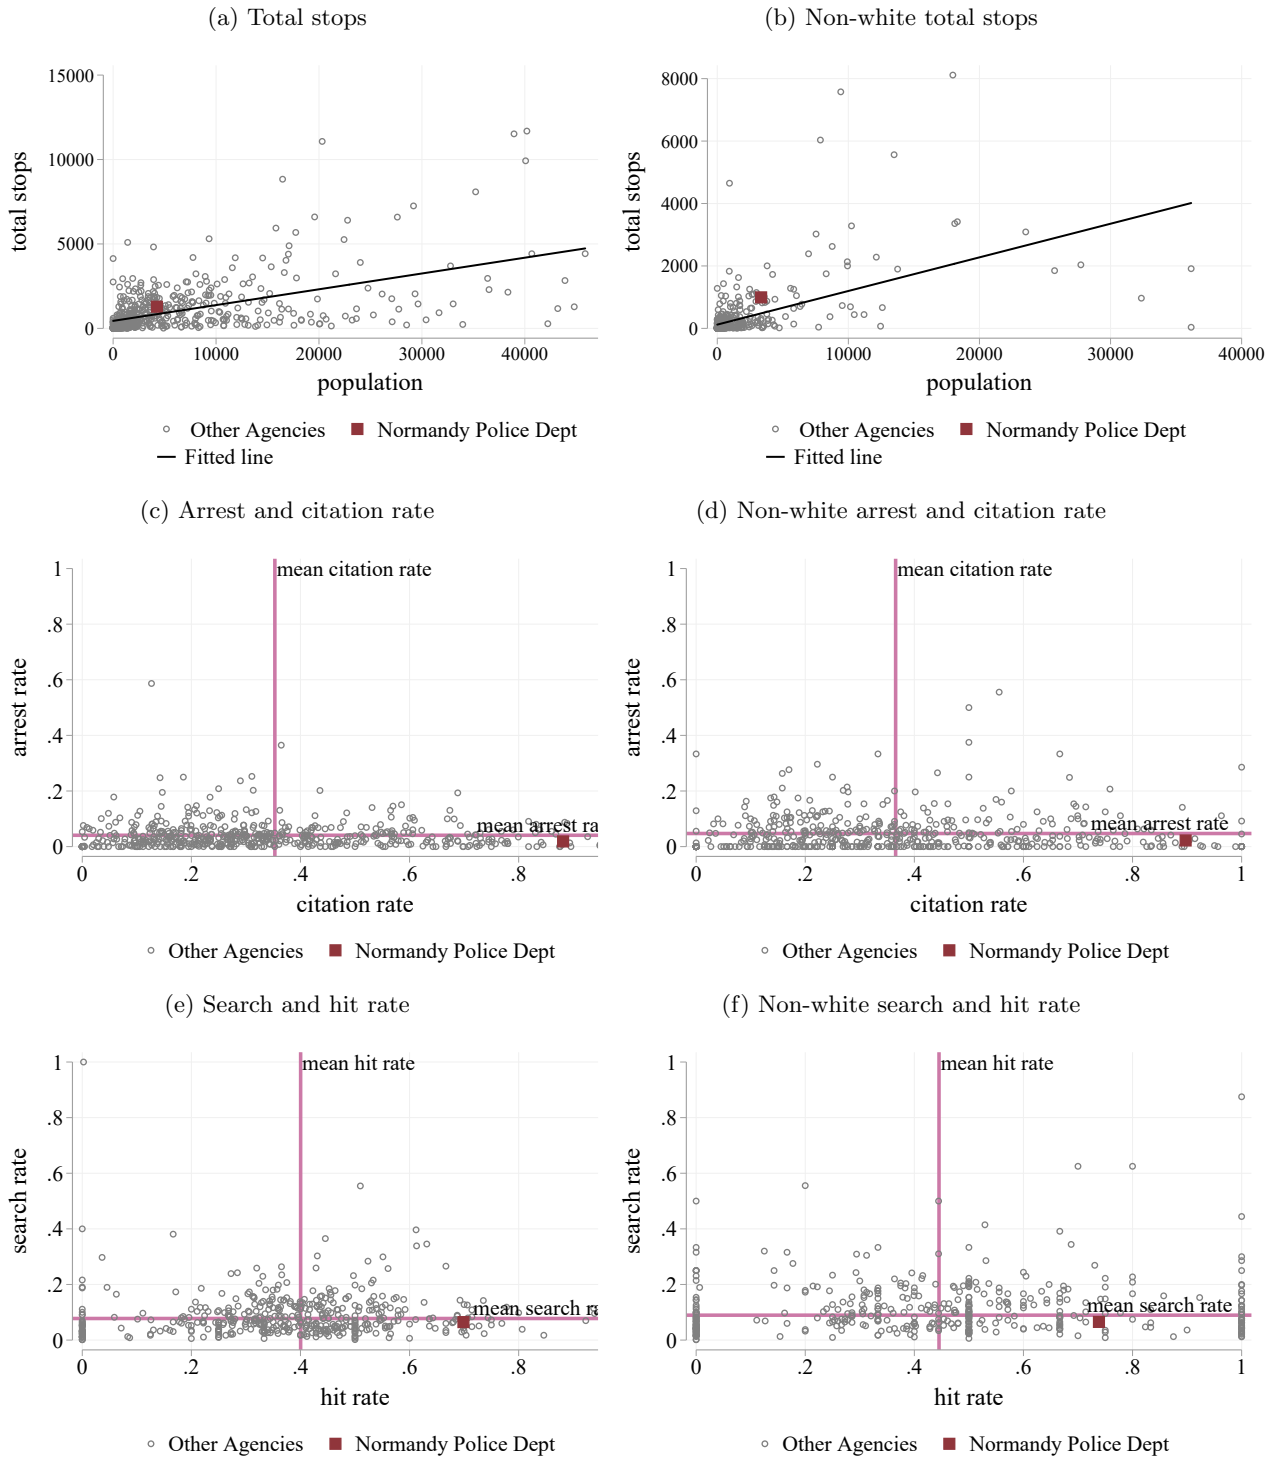 (a) Total stops
15000
10000
5000
0
total stops
0 10000 20000 30000 40000
population
Other Agencies Normandy Police Dept
Fitted line
(b) Non-white total stops
8000
6000
4000
2000
0
total stops
0 10000 20000 30000 40000
population
Other Agencies Normandy Police Dept
Fitted line
(c) Arrest and citation rate
mean citation rate
1
.8
.6
.4
.2
0
arrest rate
mean arrest ra
0 .2 .4 .6 .8
citation rate
Other Agencies Normandy Police Dept
(d) Non-white arrest and citation rate
mean citation rate
1
.8
.6
.4
.2
0
arrest rate
mean arrest rate
0 .2 .4 .6 .8 1
citation rate
Other Agencies Normandy Police Dept
(e) Search and hit rate
mean hit rate
1
.8
.6
.4
.2
0
search rate
mean search ra
0 .2 .4 .6 .8
hit rate
Other Agencies Normandy Police Dept
(f) Non-white search and hit rate
mean hit rate
1
.8
.6
.4
.2
0
search rate
mean search rate
0 .2 .4 .6 .8 1
hit rate
Other Agencies Normandy Police Dept